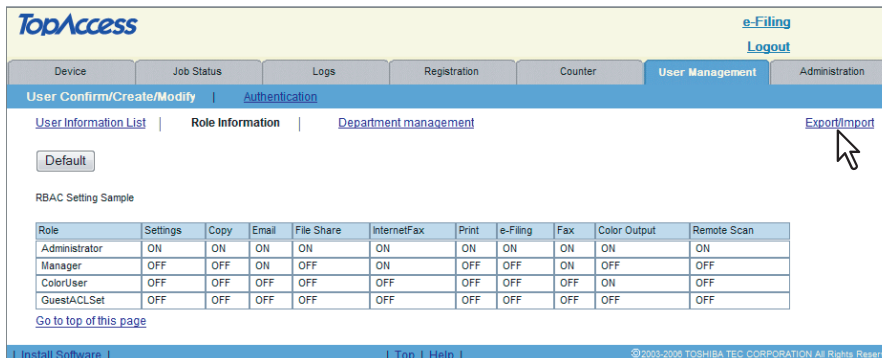 TopAccess
e-Filing
Logout
Device Job Status Logs Registration Counter User Management Administration
User Confirm/Create/Modify | Authentication
User Information List | Role Information | Department management Export/Import
Default
RBAC Setting Sample
Role Settings Copy Email File Share InternetFax Print e-Filing Fax Color Output Remote Scan
Administrator ON ON ON ON ON ON ON ON ON ON
Manager OFF OFF ON OFF ON OFF OFF ON OFF OFF
ColorUser OFF OFF OFF OFF OFF OFF OFF OFF ON OFF
GuestACLSet OFF OFF OFF OFF OFF OFF OFF OFF OFF OFF
Go to top of this page
| Install Software | | Top | Help | ©2003-2006 TOSHIBA TEC CORPORATION All Rights Reser